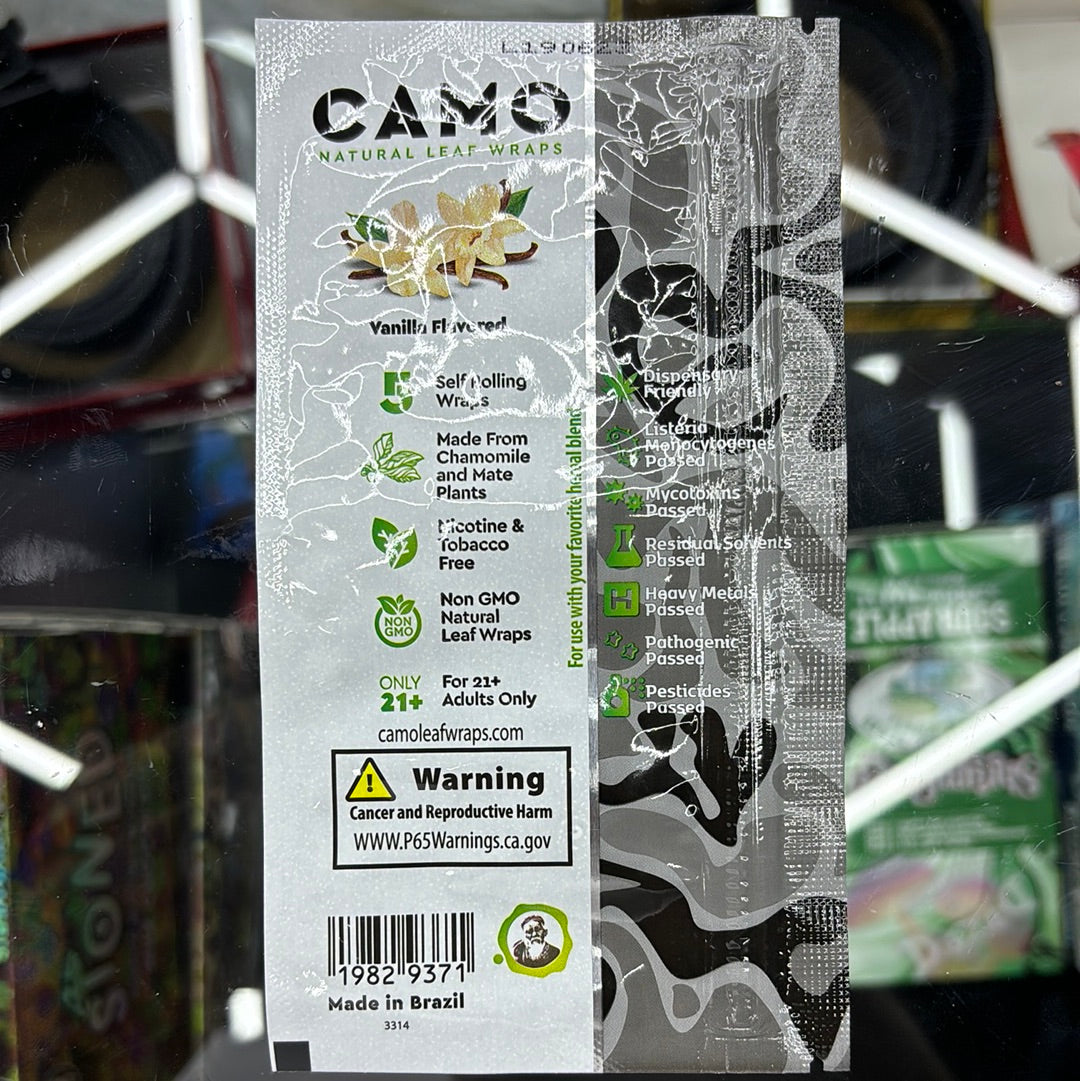 L190623
CAMO
NATURAL LEAF WRAPS
Vanilla Flavored
Self Rolling
Wraps
Made From
Chamomile
and Mate
Plants
Nicotine &
Tobacco
Free
NON
GMO
Non GMO
Natural
Leaf Wraps
ONLY
21+
For 21+
Adults Only
camoleafwraps.com
Warning
Cancer and Reproductive Harm
WWW.P65Warnings.ca.gov
1982 9371
Made in Brazil
3314
For use with your favorite herbal blend
Dispensary
Friendly
Listeria
Monocytogenes
Passed
Mycotoxins
Passed
Residual Solvents
Passed
H
Heavy Metals
Passed
Pathogenic
Passed
Pesticides
Passed
STONED
APPLE